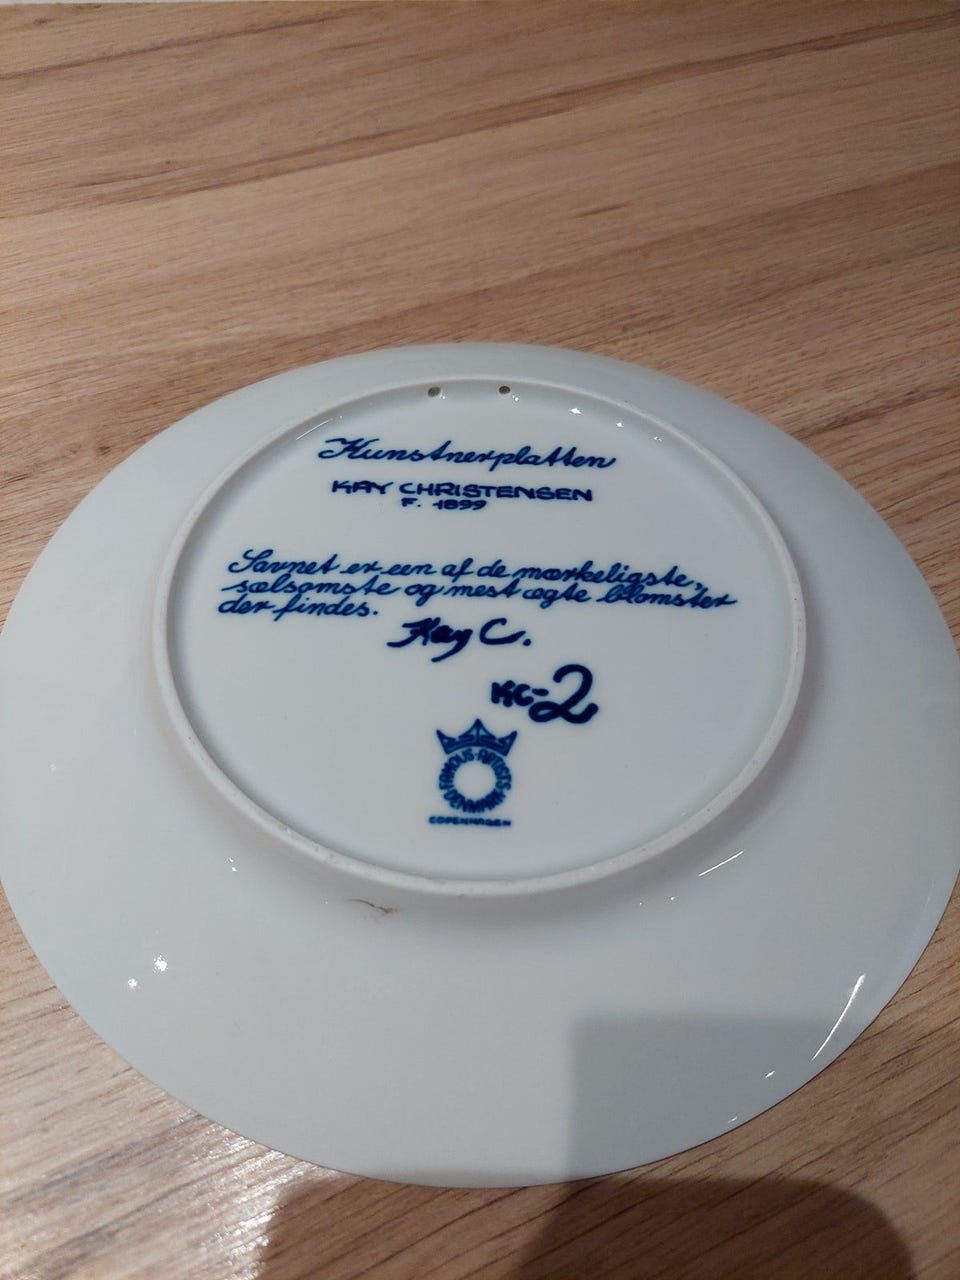 Kunstnerplatten
KAY CHRISTENSEN
F. 1899
Savnet er een af de mærkeligste,
sælsomste og mest ægte blomster
der findes.
Kay C.
KC-2
FAMOUS·ARTISTS
·DENMARK·
COPENHAGEN